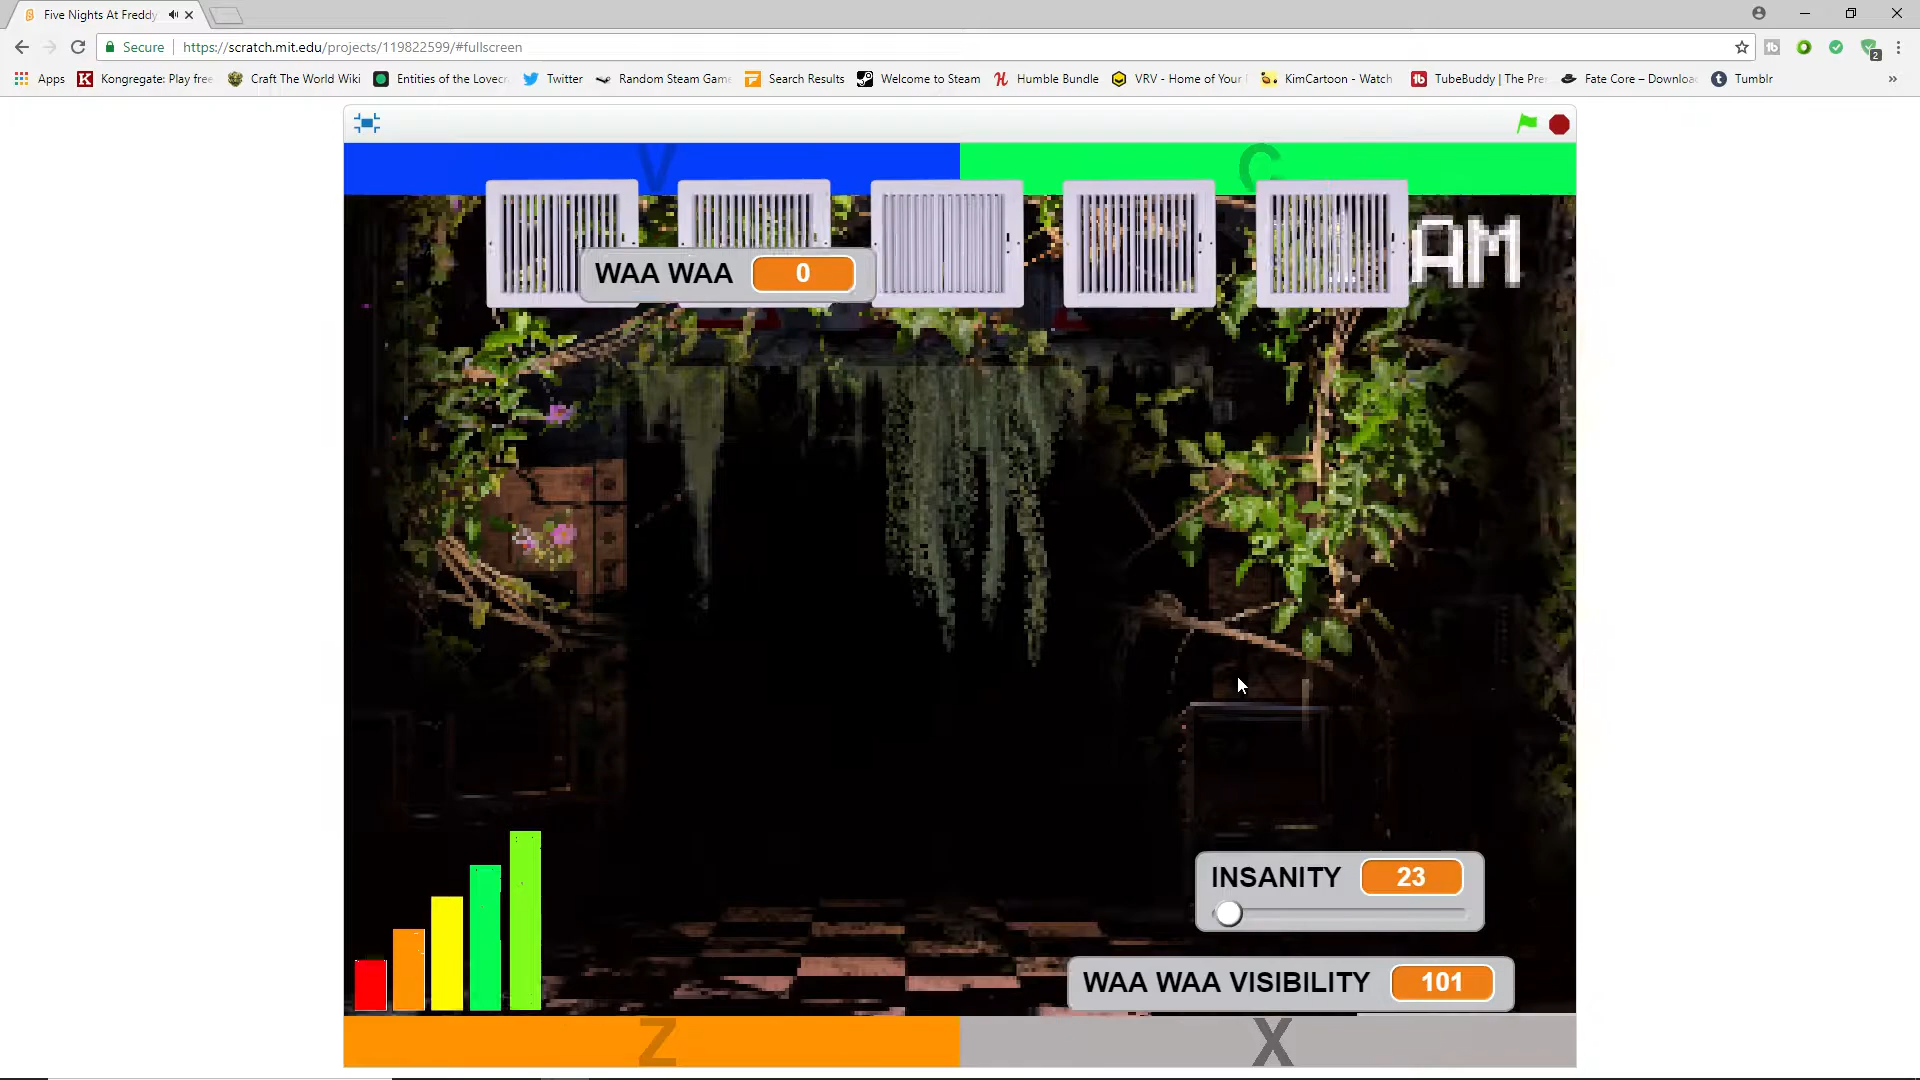 Five Nights At Freddy
Secure https://scratch.mit.edu/projects/119822599/#fullscreen
Apps Kongregate: Play free Craft The World Wiki Entities of the Lovecr Twitter Random Steam Game Search Results Welcome to Steam Humble Bundle VRV - Home of Your KimCartoon - Watch TubeBuddy | The Pre Fate Core – Downloa Tumblr »
V C
AM
WAA WAA 0
INSANITY 23
WAA WAA VISIBILITY 101
Z X